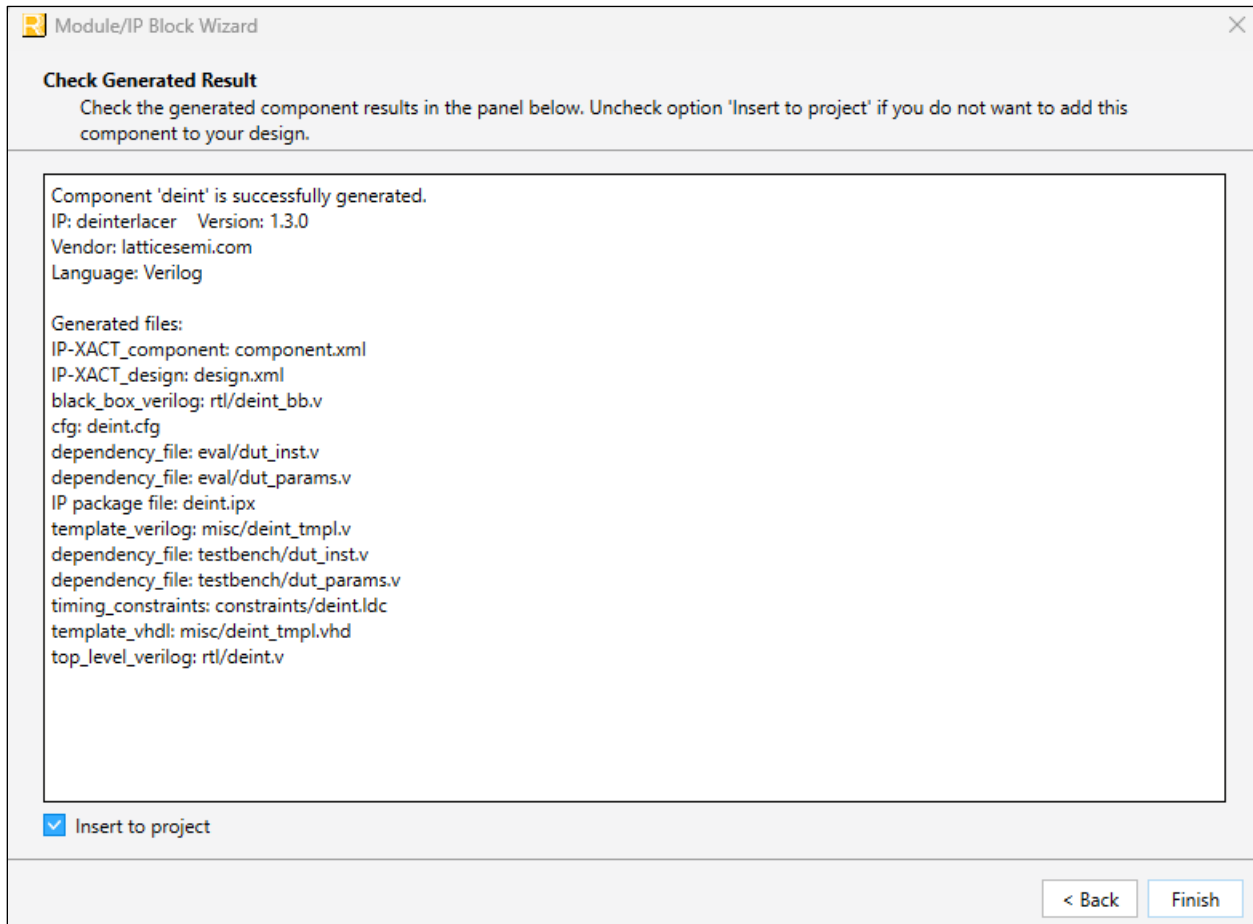 Module/IP Block Wizard
Check Generated Result
Check the generated component results in the panel below. Uncheck option 'Insert to project' if you do not want to add this
component to your design.
Component 'deint' is successfully generated.
IP: deinterlacer    Version: 1.3.0
Vendor: latticesemi.com
Language: Verilog
Generated files:
IP-XACT_component: component.xml
IP-XACT_design: design.xml
black_box_verilog: rtl/deint_bb.v
cfg: deint.cfg
dependency_file: eval/dut_inst.v
dependency_file: eval/dut_params.v
IP package file: deint.ipx
template_verilog: misc/deint_tmpl.v
dependency_file: testbench/dut_inst.v
dependency_file: testbench/dut_params.v
timing_constraints: constraints/deint.ldc
template_vhdl: misc/deint_tmpl.vhd
top_level_verilog: rtl/deint.v
Insert to project
< Back Finish